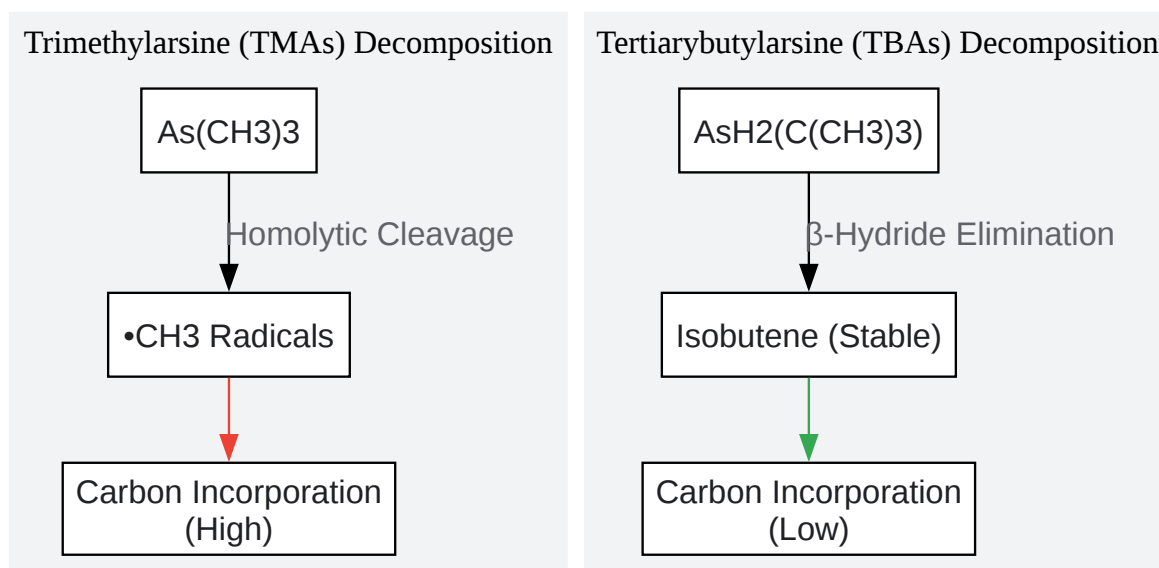 Trimethylarsine (TMAs) Decomposition
As(CH3)3
Homolytic Cleavage
•CH3 Radicals
Carbon Incorporation
(High)
Tertiarybutylarsine (TBAs) Decomposition
AsH2(C(CH3)3)
β-Hydride Elimination
Isobutene (Stable)
Carbon Incorporation
(Low)